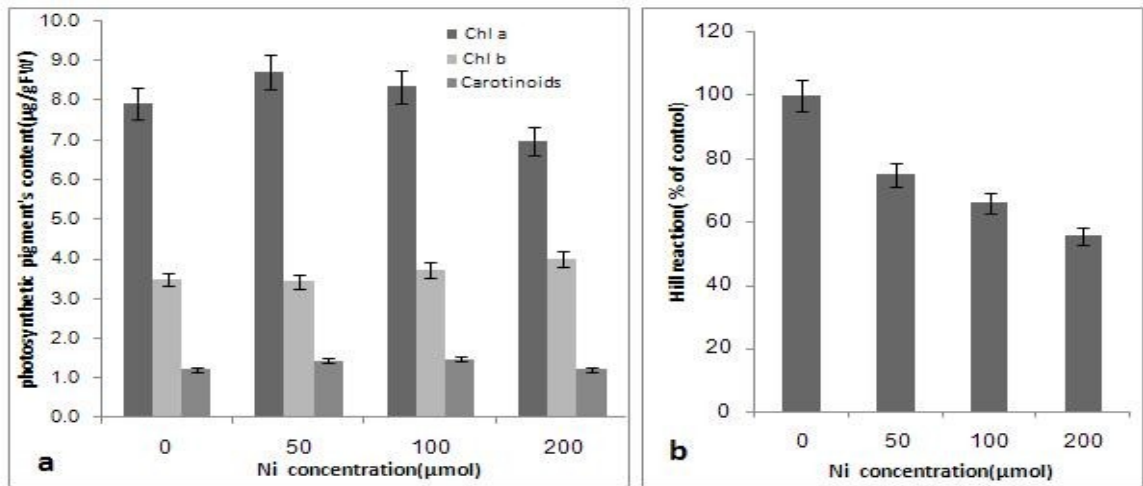 photosynthetic pigment's content(µg/gFW)
10.0
9.0
8.0
7.0
6.0
5.0
4.0
3.0
2.0
1.0
0.0
Chl a
Chl b
Carotinoids
0 50 100 200
Ni concentration(µmol)
a
Hill reaction( % of control)
120
100
80
60
40
20
0
0 50 100 200
Ni concentration(µmol)
b